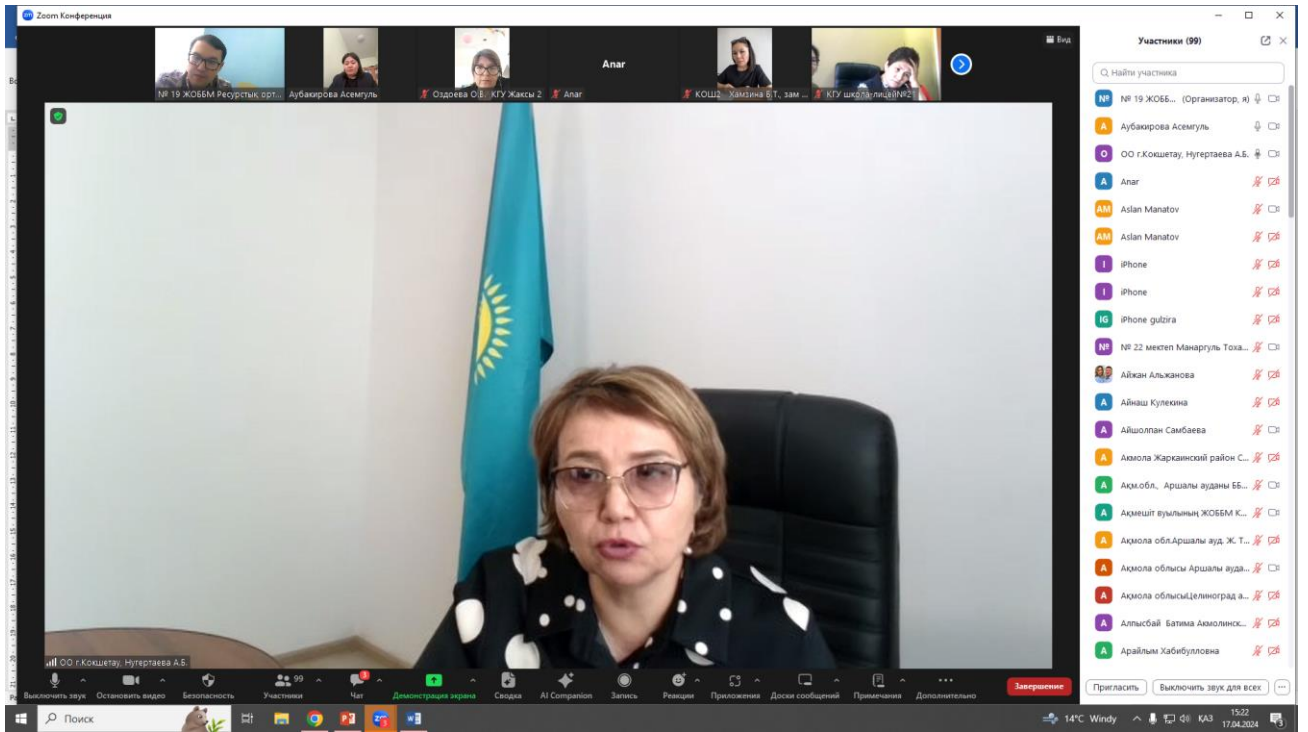 Zoom Конференция
Вид
№ 19 ЖОББМ Ресурстық орт...
Аубакирова Асемгуль
Оздоева О.Б. КГУ Жаксы 2
Anar
Anar
КОШ2 Хамзина Б.Т., зам ...
КГУ школа-лицей№21
ОО г.Кокшетау, Нугертаева А.Б.
Участники (99)
Найти участника
№ 19 ЖОББ... (Организатор, я)
Аубакирова Асемгуль
ОО г.Кокшетау, Нугертаева А.Б.
Anar
Aslan Manatov
Aslan Manatov
iPhone
iPhone
iPhone gulzira
№ 22 мектеп Манаргуль Тоха...
Айжан Альжанова
Айнаш Кулекина
Айшолпан Самбаева
Акмола Жаркаинский район С...
Ақм.обл., Аршалы ауданы ББ...
Ақмешіт ауылының ЖОББМ К...
Ақмола обл.Аршалы ауд. Ж. Т...
Ақмола облысы Аршалы ауда...
Ақмола облысыЦелиноград а...
Алпысбай Батима Акмолинск...
Арайлым Хабибулловна
Выключить звук
Остановить видео
Безопасность
99
Участники
3
Чат
Демонстрация экрана
Сводка
AI Companion
Запись
Реакции
Приложения
Доски сообщений
Примечания
Дополнительно
Завершение
Пригласить
Выключить звук для всех
Поиск
14°C Windy
ҚАЗ
15:22
17.04.2024